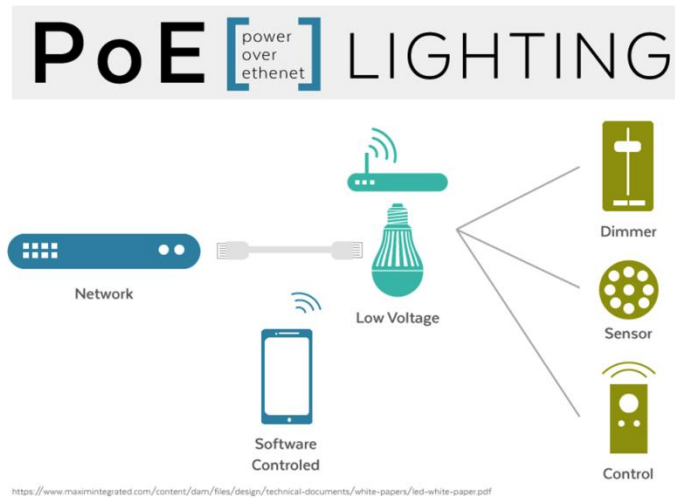 PoE [power over ethenet] LIGHTING
Network
Low Voltage
Software
Controled
Dimmer
Sensor
Control
https://www.maximintegrated.com/content/dam/files/design/technical-documents/white-papers/led-white-paper.pdf